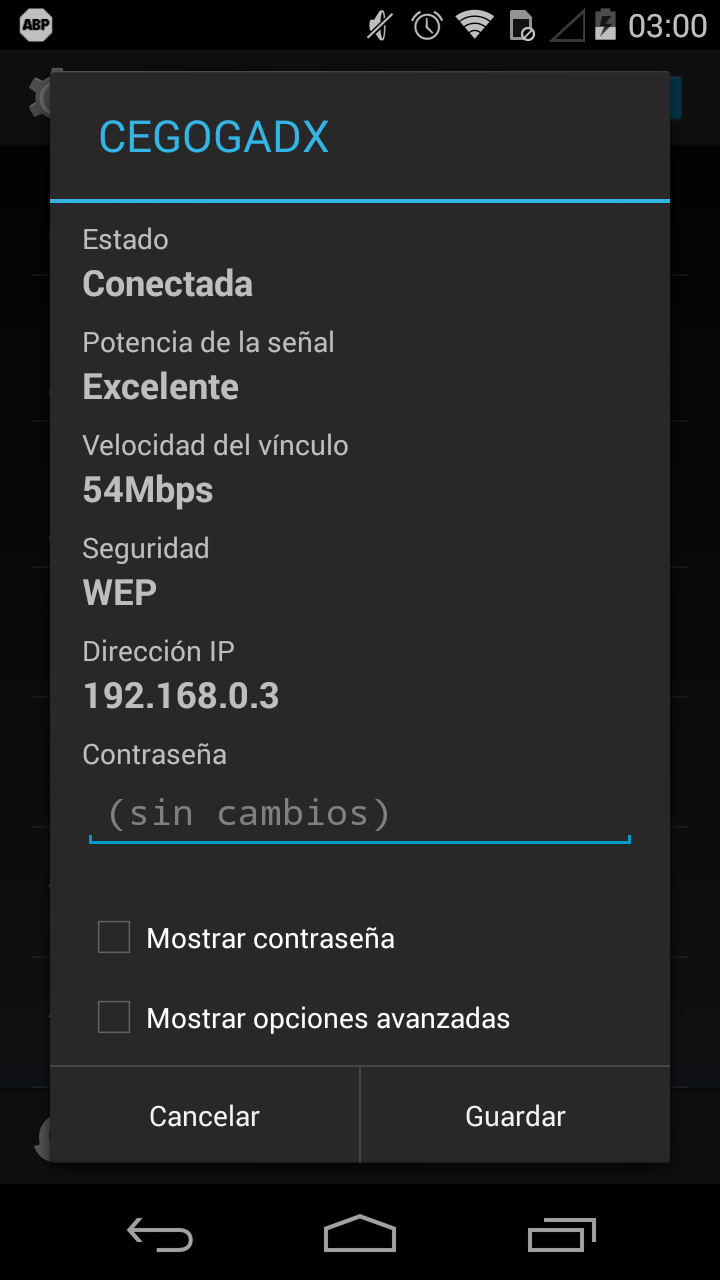 ABP
03:00
CEGOGADX
Estado
Conectada
Potencia de la señal
Excelente
Velocidad del vínculo
54Mbps
Seguridad
WEP
Dirección IP
192.168.0.3
Contraseña
(sin cambios)
Mostrar contraseña
Mostrar opciones avanzadas
Cancelar
Guardar